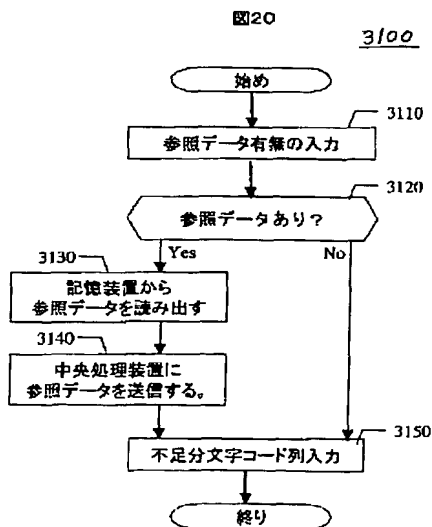 図20
3100
始め
3110
参照データ有無の入力
3120
参照データあり?
Yes
No
3130
記憶装置から
参照データを読み出す
3140
中央処理装置に
参照データを送信する。
3150
不足分文字コード列入力
終り